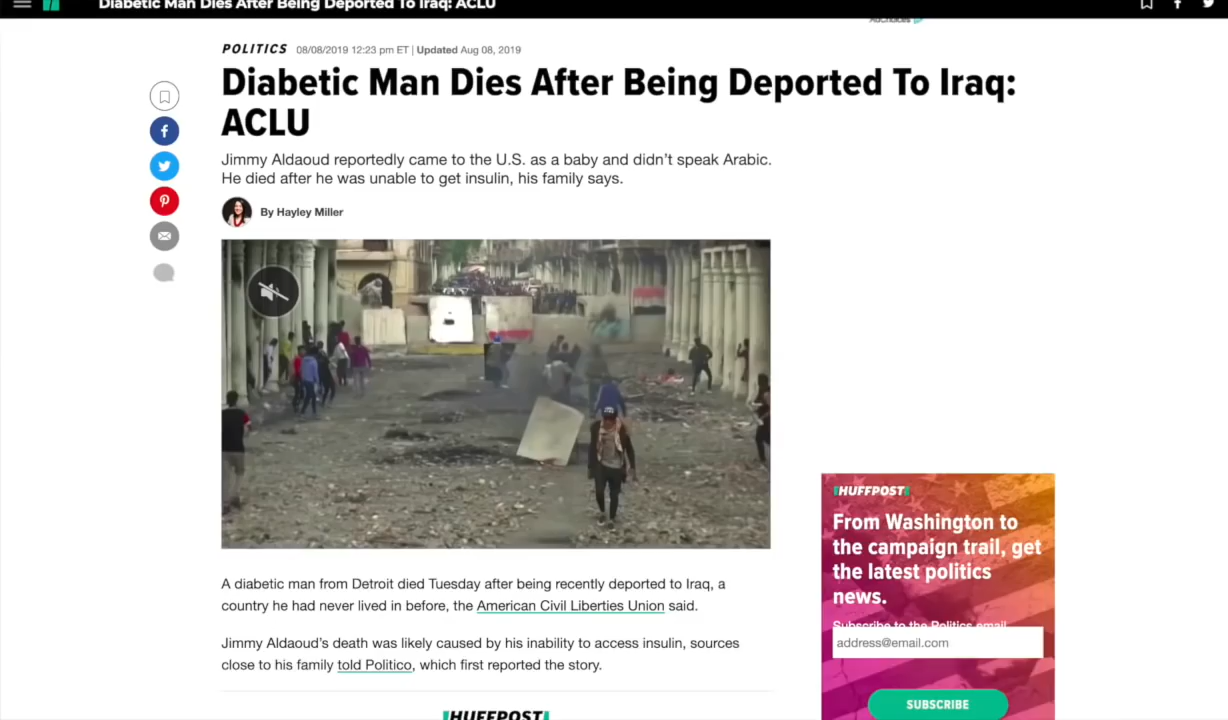 Diabetic Man Dies After Being Deported To Iraq: ACLU
AdChoices
POLITICS 08/08/2019 12:23 pm ET | Updated Aug 08, 2019
Diabetic Man Dies After Being Deported To Iraq:
ACLU
Jimmy Aldaoud reportedly came to the U.S. as a baby and didn't speak Arabic.
He died after he was unable to get insulin, his family says.
By Hayley Miller
A diabetic man from Detroit died Tuesday after being recently deported to Iraq, a
country he had never lived in before, the American Civil Liberties Union said.
Jimmy Aldaoud's death was likely caused by his inability to access insulin, sources
close to his family told Politico, which first reported the story.
HUFFPOST
HUFFPOST
From Washington to
the campaign trail, get
the latest politics
news.
Subscribe to the Politics email.
address@email.com
SUBSCRIBE